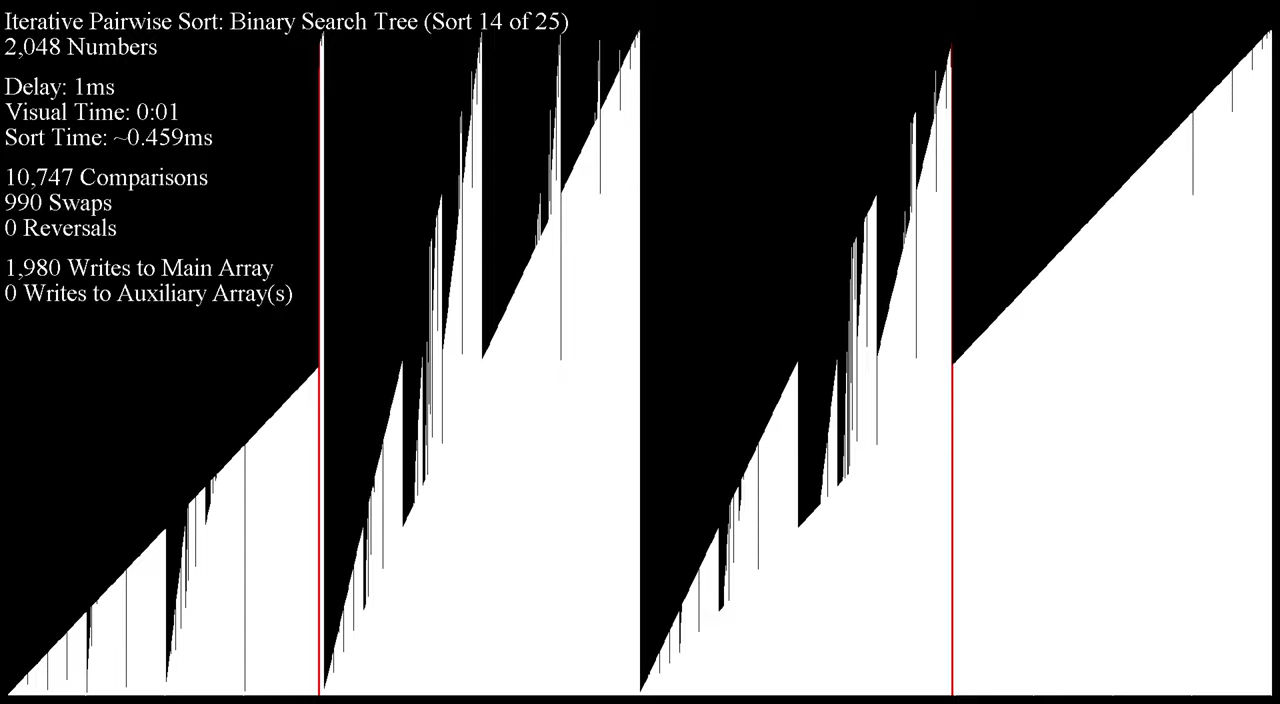 Iterative Pairwise Sort: Binary Search Tree (Sort 14 of 25)
2,048 Numbers
Delay: 1ms
Visual Time: 0:01
Sort Time: ~0.459ms
10,747 Comparisons
990 Swaps
0 Reversals
1,980 Writes to Main Array
0 Writes to Auxiliary Array(s)